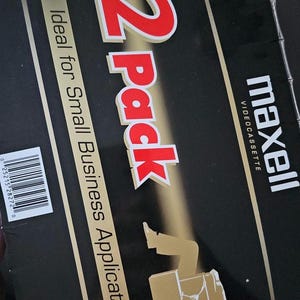 maxell
VIDEOCASSETTE
2 Pack
Ideal for Small Business Applicat